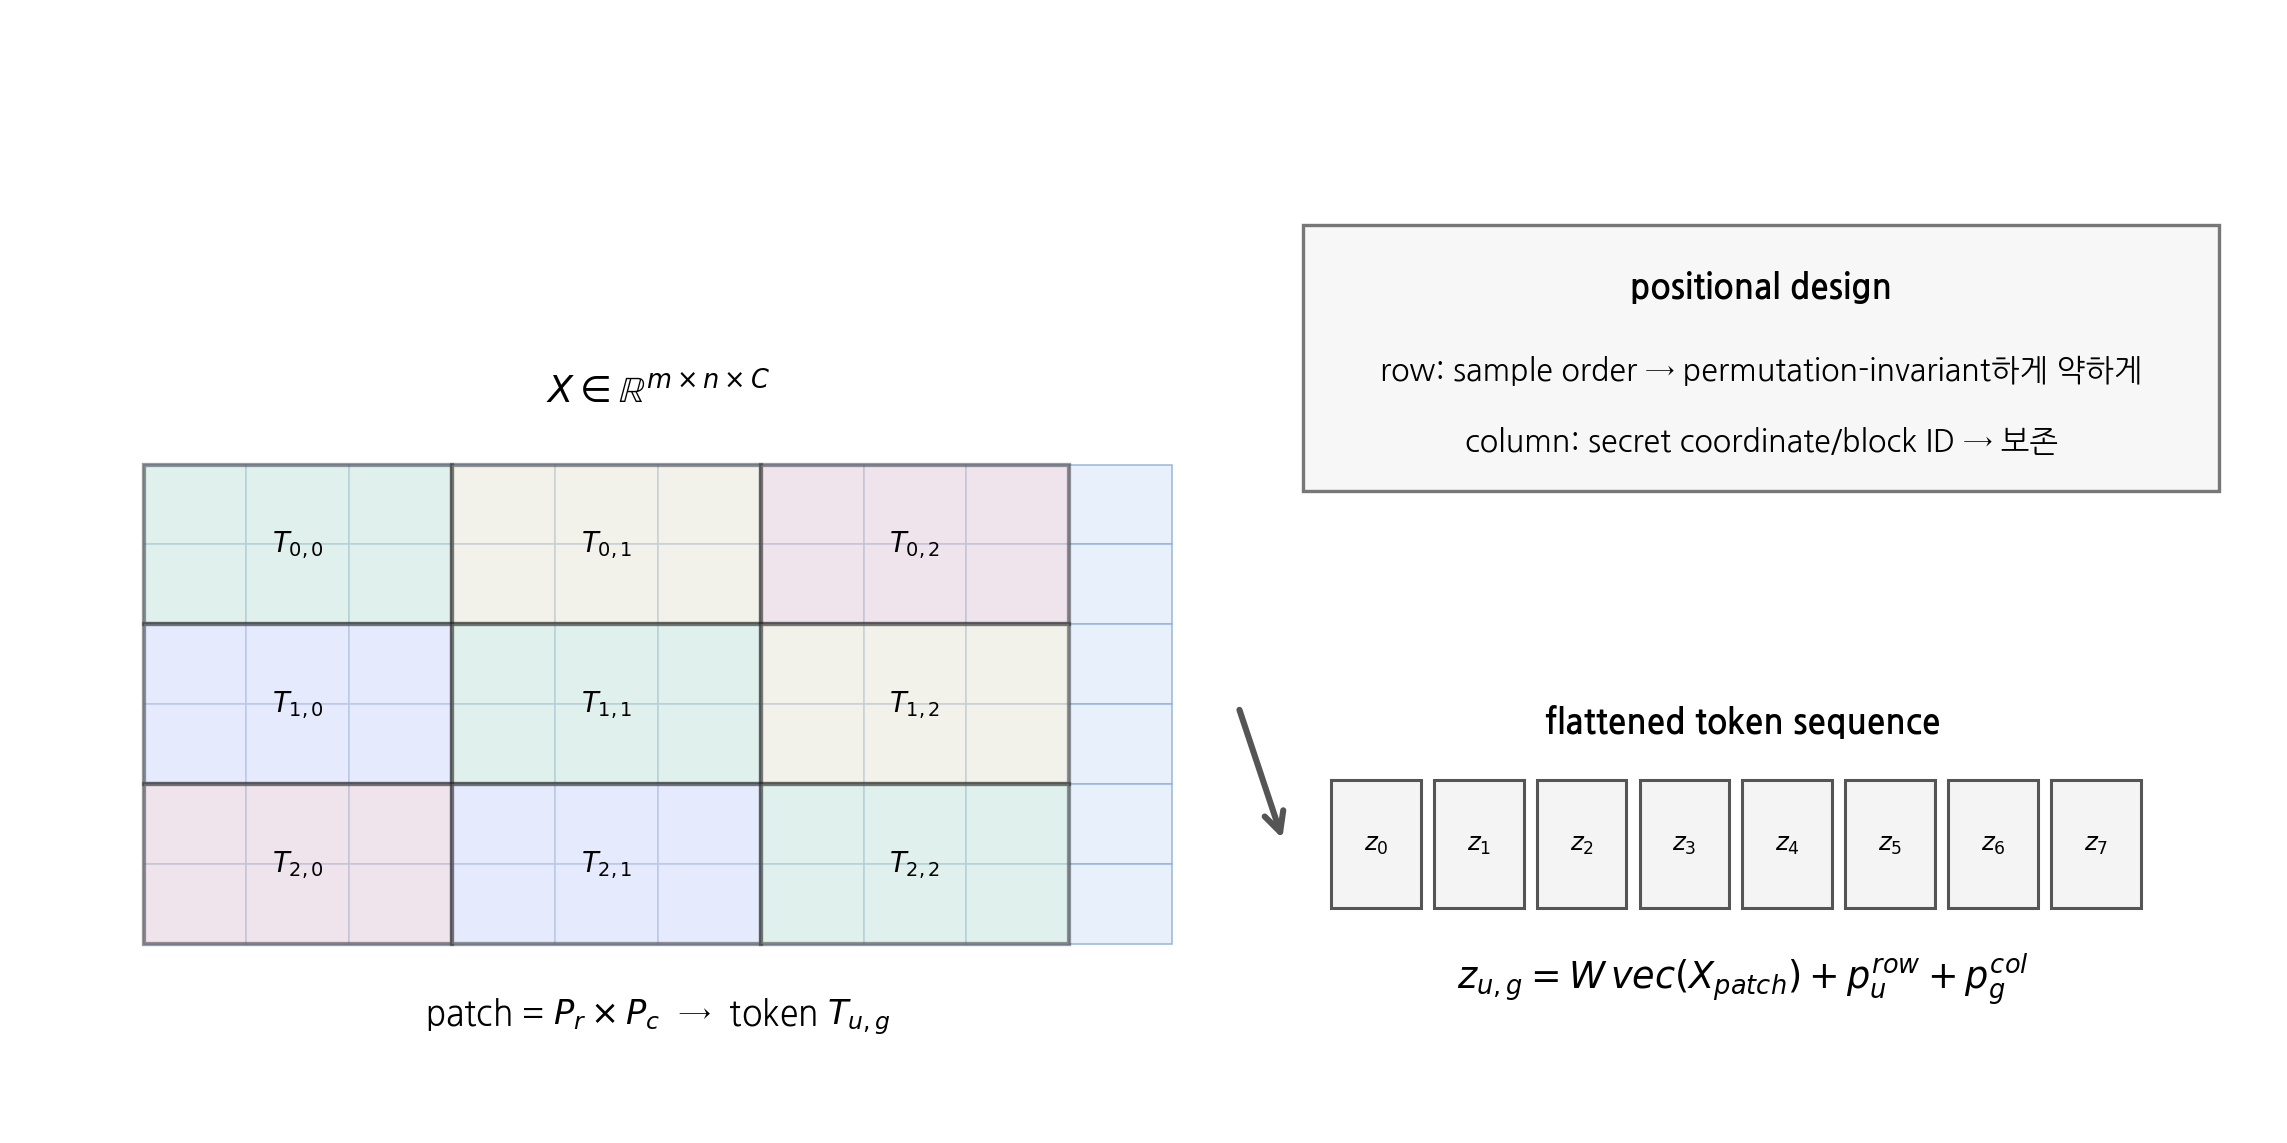 X ∈ ℝ^{m × n × C}
T_{0,0} T_{0,1} T_{0,2}
T_{1,0} T_{1,1} T_{1,2}
T_{2,0} T_{2,1} T_{2,2}
patch = P_r × P_c → token T_{u,g}
positional design
row: sample order → permutation-invariant하게 약하게
column: secret coordinate/block ID → 보존
flattened token sequence
z_0 z_1 z_2 z_3 z_4 z_5 z_6 z_7
z_{u,g} = W vec(X_{patch}) + p_u^{row} + p_g^{col}